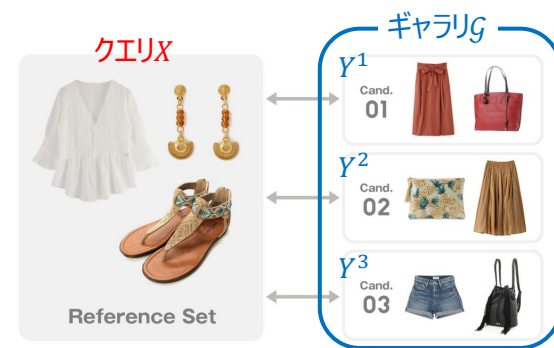 クエリX
ギャラリG
Y¹
Cand.
01
Y²
Cand.
02
Y³
Cand.
03
Reference Set